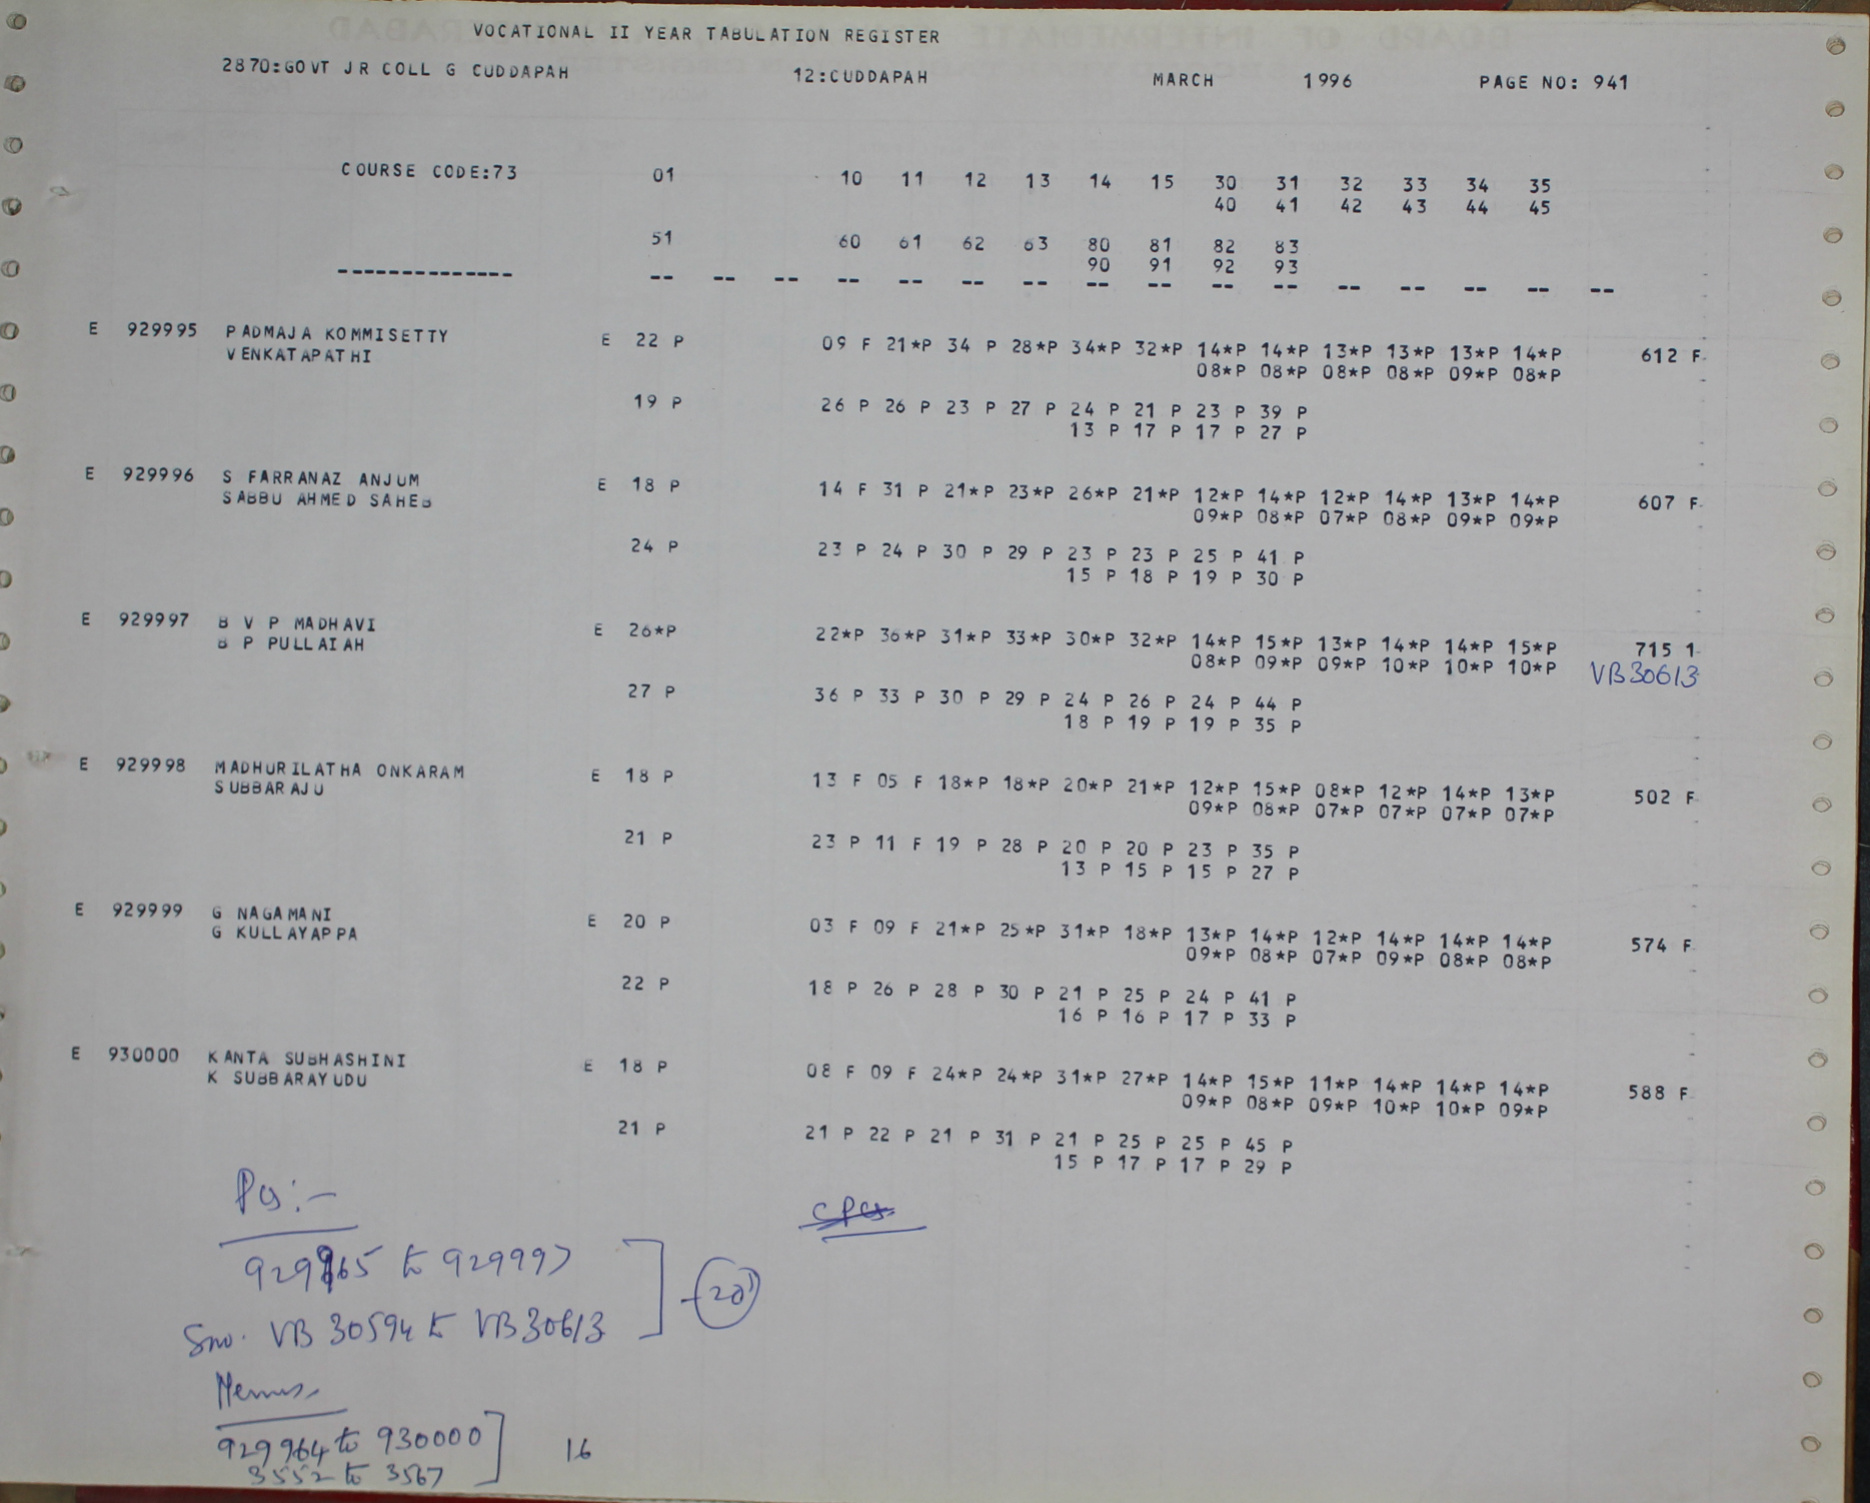 VOCATIONAL II YEAR TABULATION REGISTER
2870:GOVT JR COLL G CUDDAPAH 12:CUDDAPAH MARCH 1996 PAGE NO: 941
COURSE CODE:73 01 10 11 12 13 14 15 30 31 32 33 34 35
40 41 42 43 44 45
51 60 61 62 63 80 81 82 83
90 91 92 93
-------------- -- -- -- -- -- -- -- -- -- -- -- -- -- -- -- --
E 929995 PADMAJA KOMMISETTY E 22 P 09 F 21*P 34 P 28*P 34*P 32*P 14*P 14*P 13*P 13*P 13*P 14*P 612 F
VENKATAPATHI 08*P 08*P 08*P 08*P 09*P 08*P
19 P 26 P 26 P 23 P 27 P 24 P 21 P 23 P 39 P
13 P 17 P 17 P 27 P
E 929996 S FARRANAZ ANJUM E 18 P 14 F 31 P 21*P 23*P 26*P 21*P 12*P 14*P 12*P 14*P 13*P 14*P 607 F
SABBU AHMED SAHEB 09*P 08*P 07*P 08*P 09*P 09*P
24 P 23 P 24 P 30 P 29 P 23 P 23 P 25 P 41 P
15 P 18 P 19 P 30 P
E 929997 B V P MADHAVI E 26*P 22*P 36*P 31*P 33*P 30*P 32*P 14*P 15*P 13*P 14*P 14*P 15*P 715 1
B P PULLAIAH 08*P 09*P 09*P 10*P 10*P 10*P VB30613
27 P 36 P 33 P 30 P 29 P 24 P 26 P 24 P 44 P
18 P 19 P 19 P 35 P
E 929998 MADHURILATHA ONKARAM E 18 P 13 F 05 F 18*P 18*P 20*P 21*P 12*P 15*P 08*P 12*P 14*P 13*P 502 F
SUBBARAJU 09*P 08*P 07*P 07*P 07*P 07*P
21 P 23 P 11 F 19 P 28 P 20 P 20 P 23 P 35 P
13 P 15 P 15 P 27 P
E 929999 G NAGAMANI E 20 P 03 F 09 F 21*P 25*P 31*P 18*P 13*P 14*P 12*P 14*P 14*P 14*P 574 F
G KULLAYAPPA 09*P 08*P 07*P 09*P 08*P 08*P
22 P 18 P 26 P 28 P 30 P 21 P 25 P 24 P 41 P
16 P 16 P 17 P 33 P
E 930000 KANTA SUBHASHINI E 18 P 08 F 09 F 24*P 24*P 31*P 27*P 14*P 15*P 11*P 14*P 14*P 14*P 588 F
K SUBBARAYUDU 09*P 08*P 09*P 10*P 10*P 09*P
21 P 21 P 22 P 21 P 31 P 21 P 25 P 25 P 45 P
15 P 17 P 17 P 29 P
929965 to 929997
Sno. VB 30594 to VB 30613
20
929964 to 930000 16
3552 to 3567